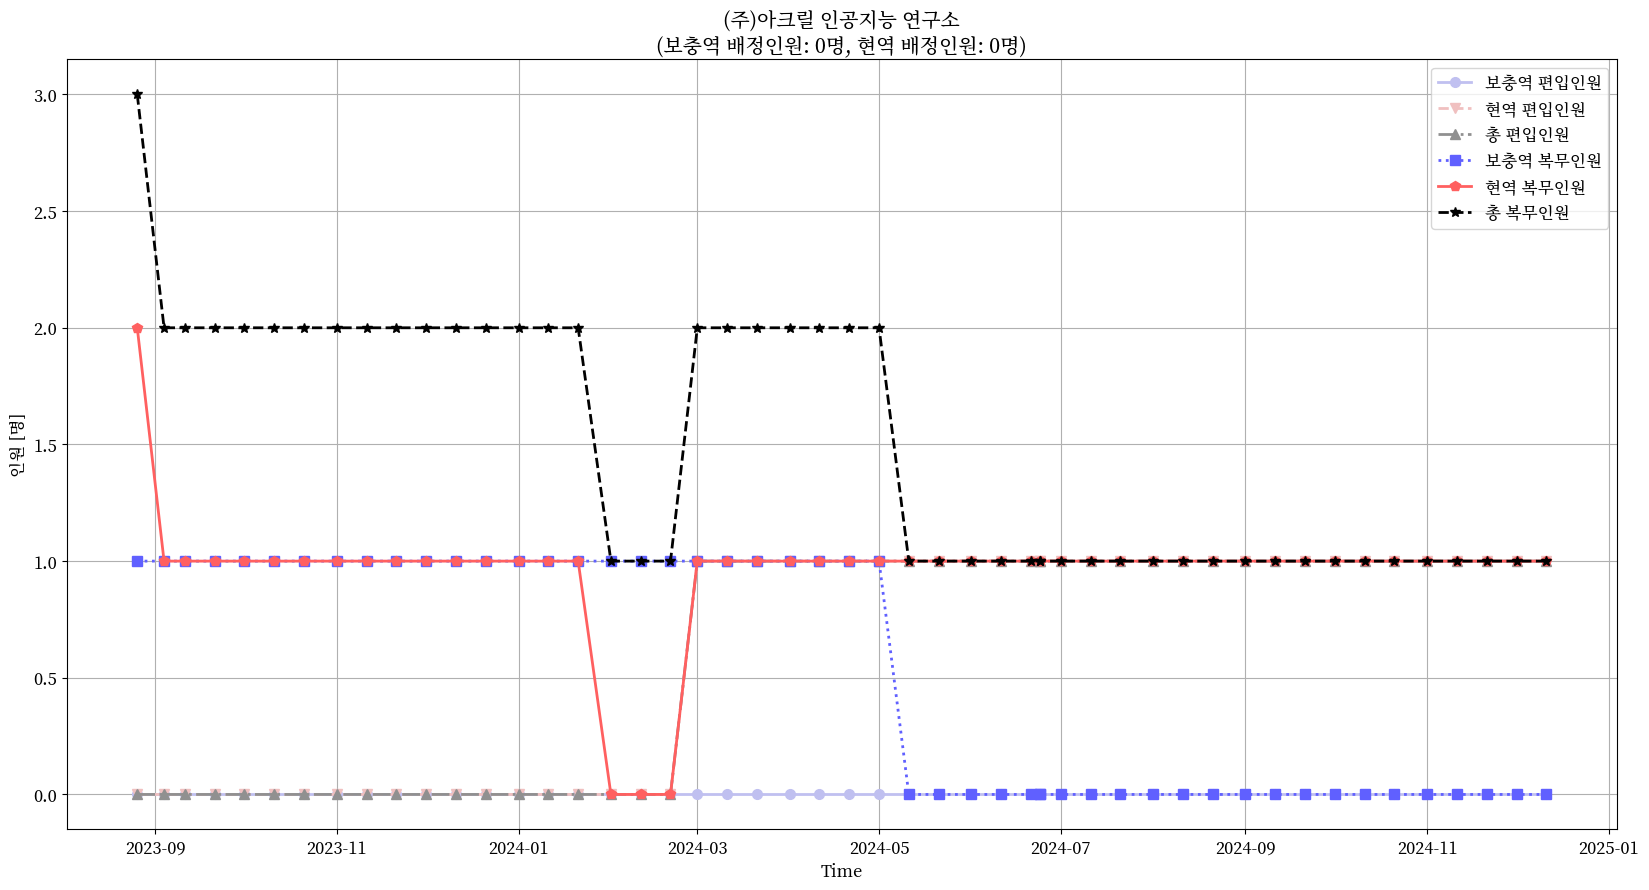 (주)아크릴 인공지능 연구소
(보충역 배정인원: 0명, 현역 배정인원: 0명)
보충역 편입인원
현역 편입인원
총 편입인원
보충역 복무인원
현역 복무인원
총 복무인원
3.0
2.5
2.0
1.5
1.0
0.5
0.0
인원 [명]
2023-09 2023-11 2024-01 2024-03 2024-05 2024-07 2024-09 2024-11 2025-01
Time